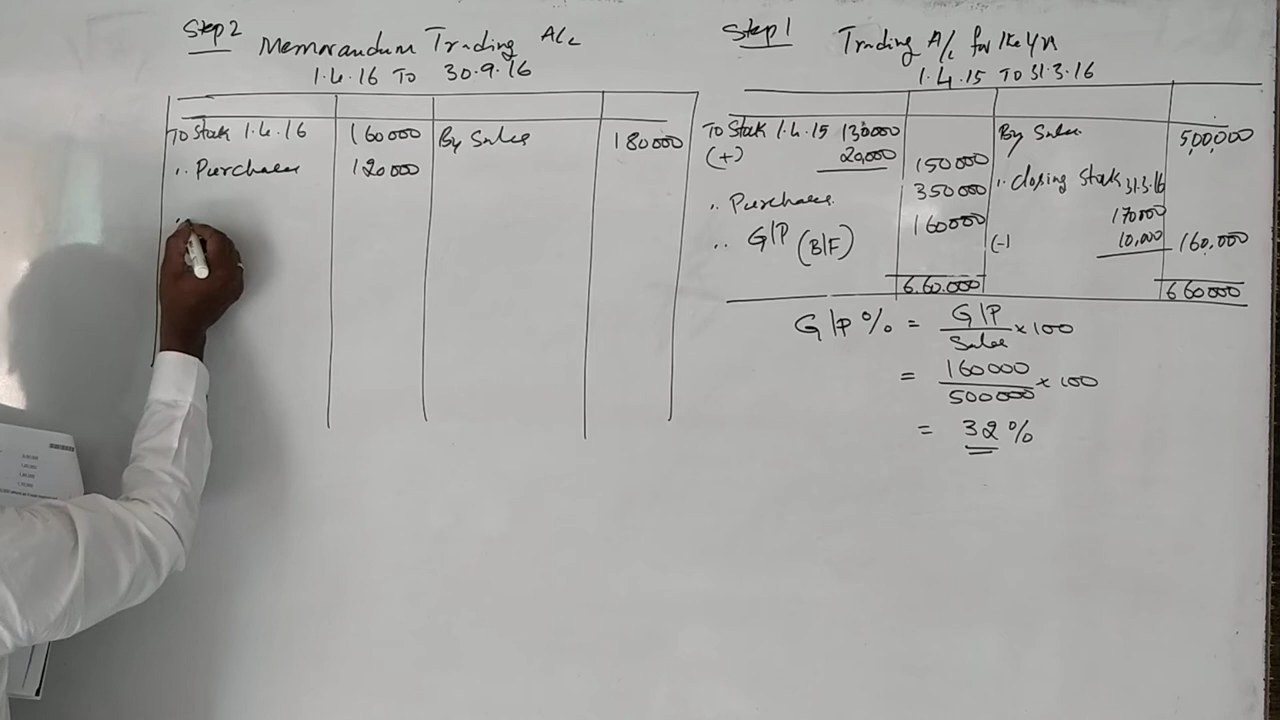 Step 2 Memorandum Trading A/c
1.4.16 To 30.9.16
To Stock 1.4.16 160000 By Sales 180000
,, Purchases 120000
,,
Step 1 Trading A/c for the Yr
1.4.15 To 31.3.16
To Stock 1.4.15 130000 By Sales 500,000
(+) 20,000 150000
,, Purchases 350000 ,, Closing Stock 31.3.16
170000
,, G/P (B/F) 160000 (-) 10,000 160,000
6,60,000 660000
G/P % = G/P / Sales × 100
= 160000 / 500000 × 100
= 32 %